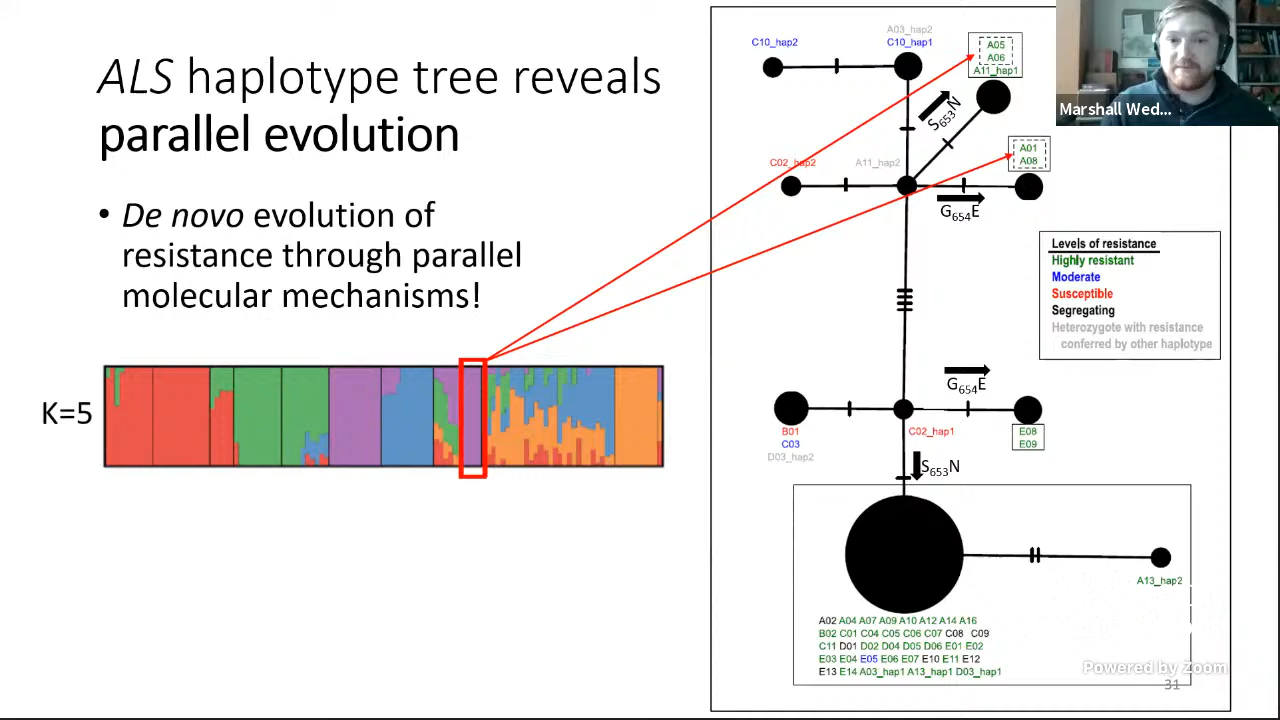 ALS haplotype tree reveals
parallel evolution
• De novo evolution of
resistance through parallel
molecular mechanisms!
K=5
C10_hap2
A03_hap2
C10_hap1
A05
A06
A11_hap1
S653N
C02_hap2
A11_hap2
A01
A08
G654E
Levels of resistance
Highly resistant
Moderate
Susceptible
Segregating
Heterozygote with resistance
conferred by other haplotype
G654E
B01
C03
D03_hap2
C02_hap1
E08
E09
S653N
A13_hap2
A02 A04 A07 A09 A10 A12 A14 A16
B02 C01 C04 C05 C06 C07 C08 C09
C11 D01 D02 D04 D05 D06 E01 E02
E03 E04 E05 E06 E07 E10 E11 E12
E13 E14 A03_hap1 A13_hap1 D03_hap1
31
Marshall Wed...
Powered by Zoom